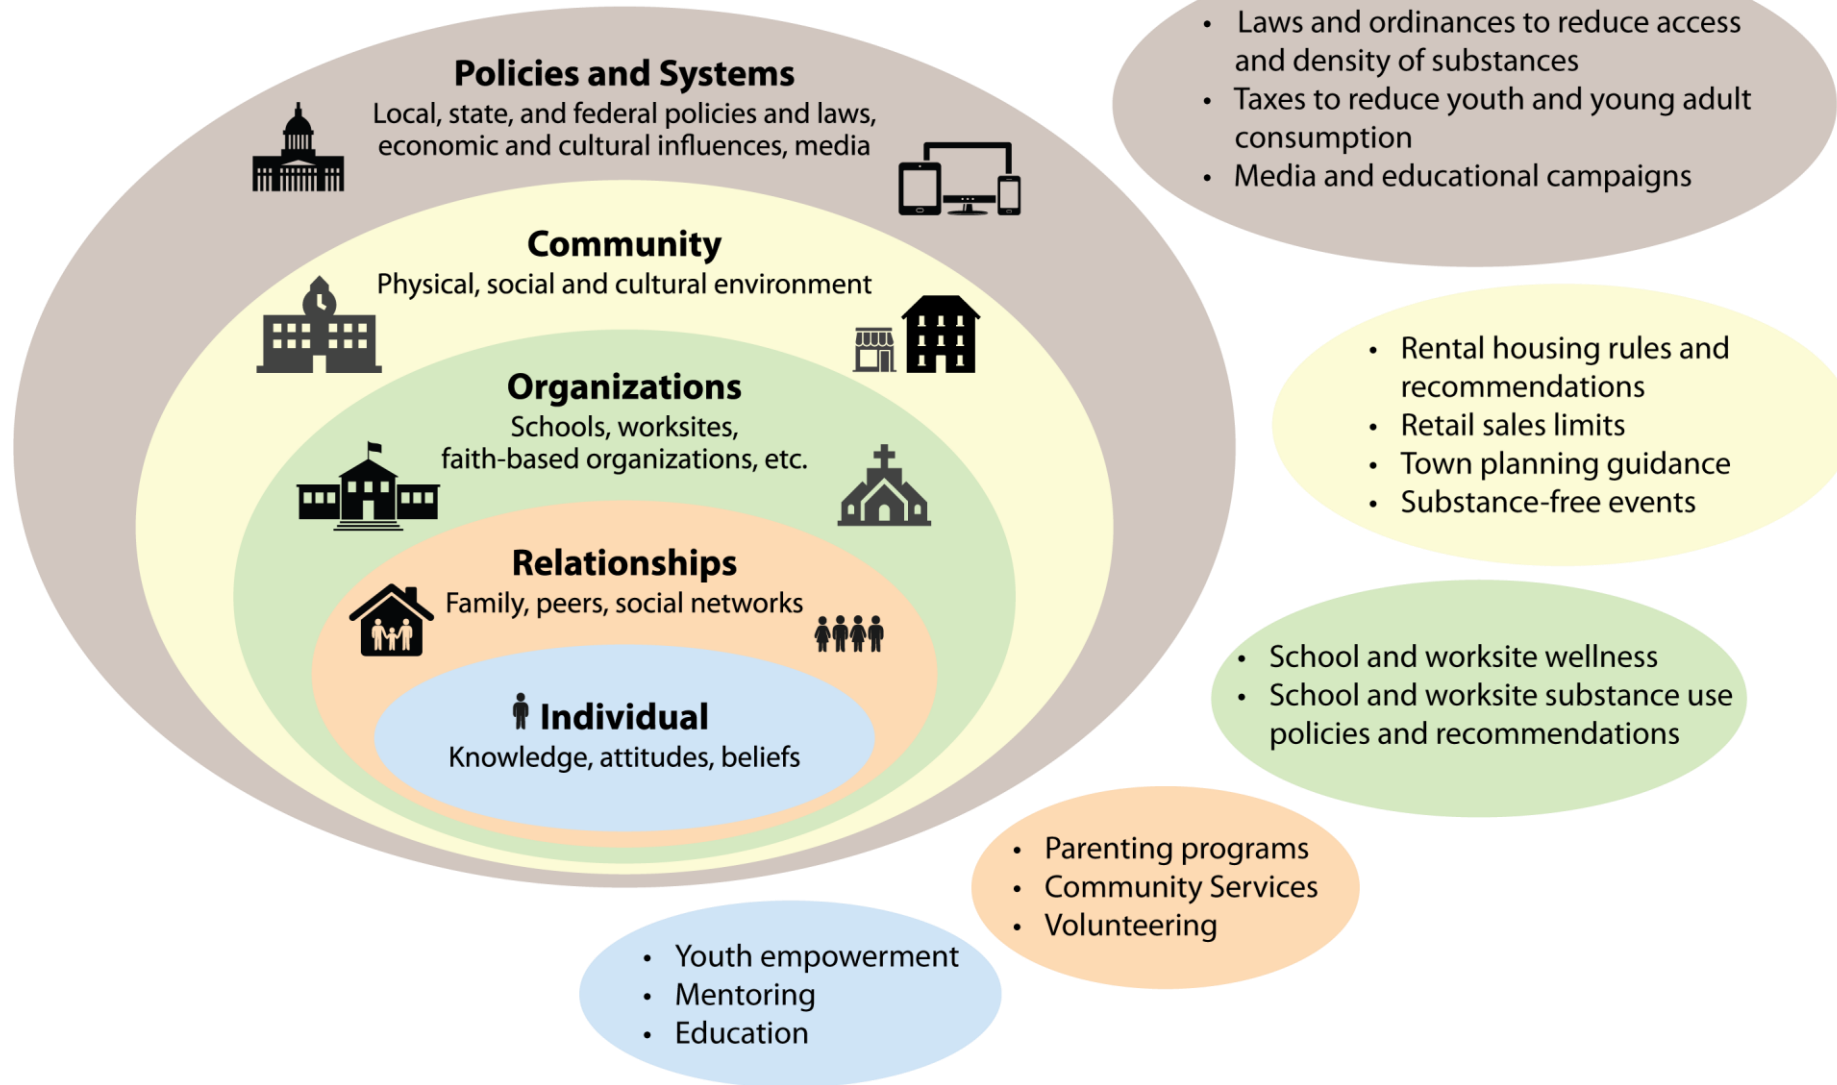 Policies and Systems
Local, state, and federal policies and laws,
economic and cultural influences, media
Community
Physical, social and cultural environment
Organizations
Schools, worksites,
faith-based organizations, etc.
Relationships
Family, peers, social networks
Individual
Knowledge, attitudes, beliefs
• Laws and ordinances to reduce access
and density of substances
• Taxes to reduce youth and young adult
consumption
• Media and educational campaigns
• Rental housing rules and
recommendations
• Retail sales limits
• Town planning guidance
• Substance-free events
• School and worksite wellness
• School and worksite substance use
policies and recommendations
• Parenting programs
• Community Services
• Volunteering
• Youth empowerment
• Mentoring
• Education